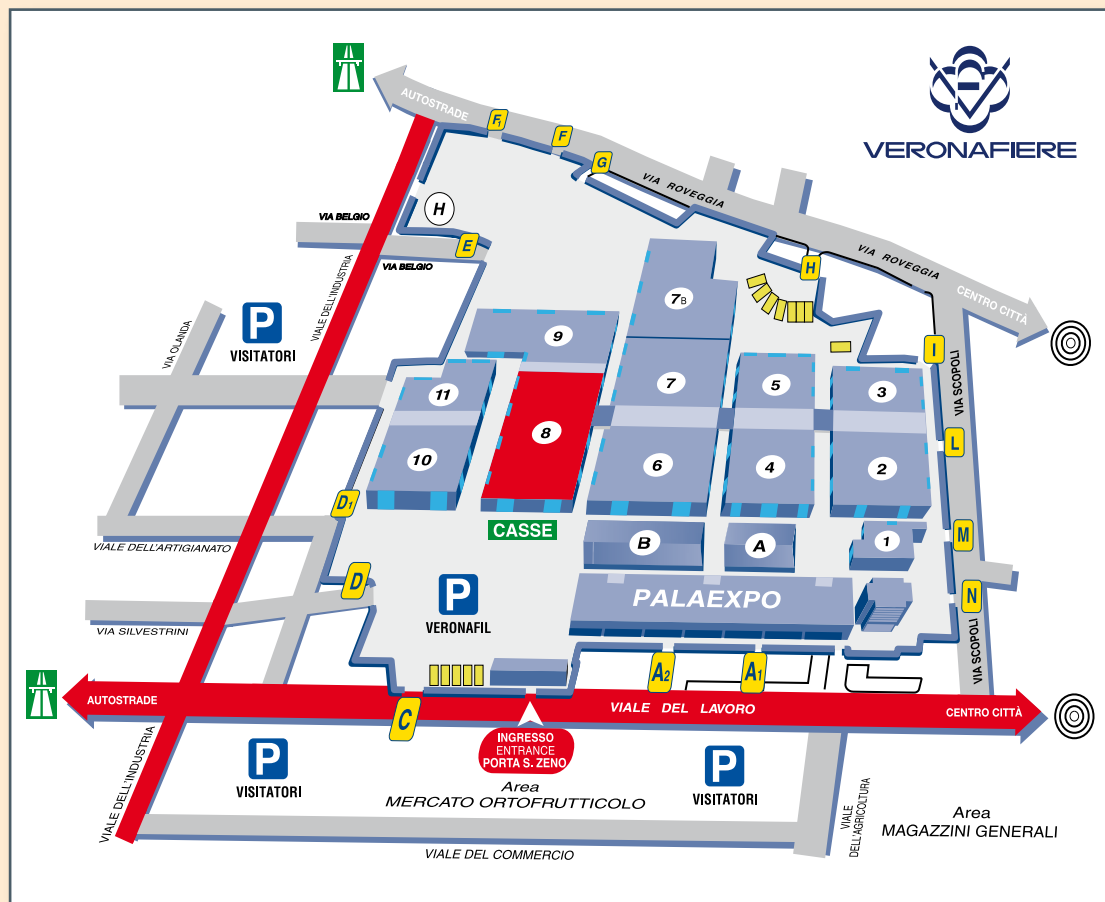 VERONAFIERE
AUTOSTRADE
F1
F
G
VIA ROVEGGIA
H
VIA BELGIO
E
VIA BELGIO
H
VIA ROVEGGIA
CENTRO CITTÀ
VIALE DELL'INDUSTRIA
VIA OLANDA
P
VISITATORI
7B
9
7
5
3
I
VIA SCOPOLI
11
8
10
6
4
2
L
D1
CASSE
B
A
1
M
VIALE DELL'ARTIGIANATO
D
P
VERONAFIL
PALAEXPO
N
VIA SILVESTRINI
VIA SCOPOLI
A2
A1
AUTOSTRADE
C
VIALE DEL LAVORO
CENTRO CITTÀ
INGRESSO
ENTRANCE
PORTA S. ZENO
VIALE DELL'INDUSTRIA
P
VISITATORI
Area
MERCATO ORTOFRUTTICOLO
P
VISITATORI
VIALE
DELL'AGRICOLTURA
Area
MAGAZZINI GENERALI
VIALE DEL COMMERCIO